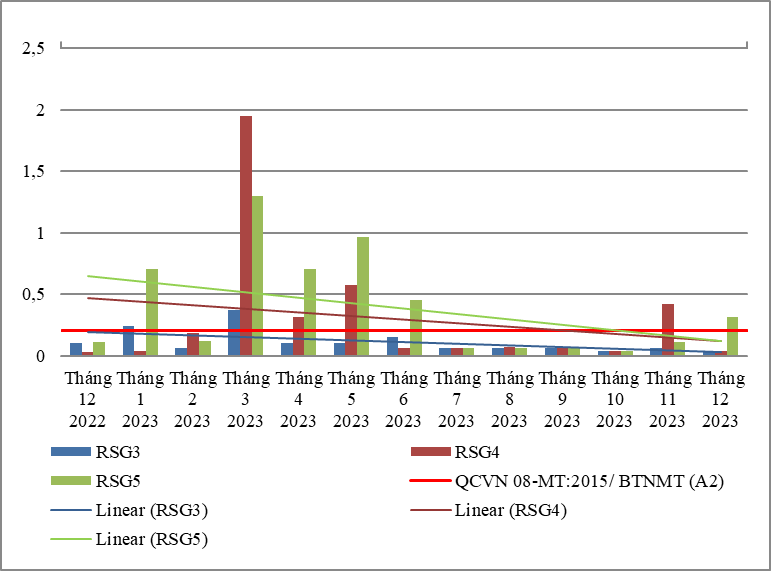 2,5
2
1,5
1
0,5
0
Tháng Tháng Tháng Tháng Tháng Tháng Tháng Tháng Tháng Tháng Tháng Tháng Tháng
12 1 2 3 4 5 6 7 8 9 10 11 12
2022 2023 2023 2023 2023 2023 2023 2023 2023 2023 2023 2023 2023
RSG3 RSG4
RSG5 QCVN 08-MT:2015/ BTNMT (A2)
Linear (RSG3) Linear (RSG4)
Linear (RSG5)